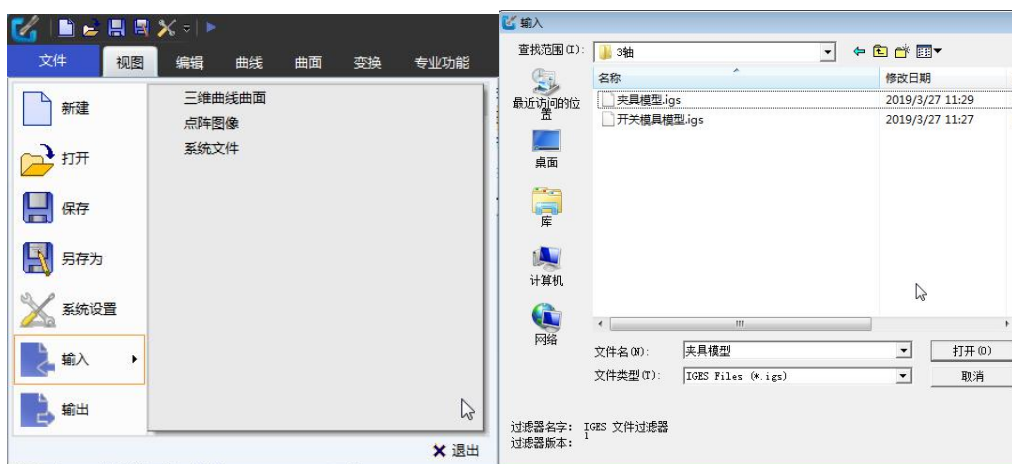 文件 视图 编辑 曲线 曲面 变换 专业功能
新建
打开
保存
另存为
系统设置
输入
输出
三维曲线曲面
点阵图像
系统文件
退出
输入
查找范围(I): 3轴
最近访问的位置
桌面
库
计算机
网络
名称 修改日期
夹具模型.igs 2019/3/27 11:29
开关模具模型.igs 2019/3/27 11:27
文件名(N): 夹具模型 打开(O)
文件类型(T): IGES Files (*.igs) 取消
过滤器名字: IGES 文件过滤器
过滤器版本: 1